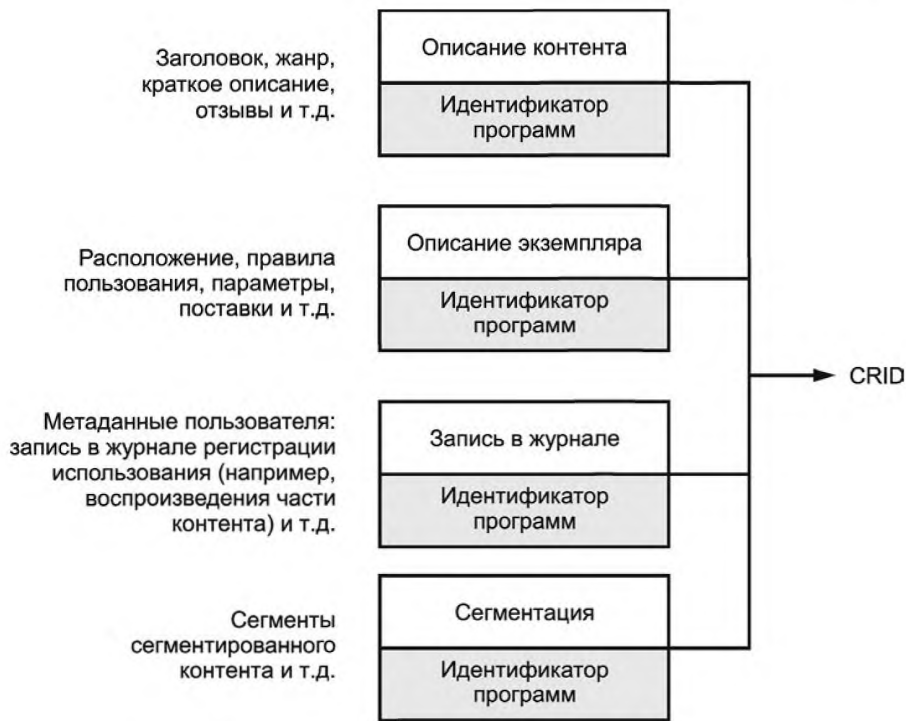 Заголовок, жанр,
краткое описание,
отзывы и т.д.
Описание контента
Идентификатор
программ
Расположение, правила
пользования, параметры,
поставки и т.д.
Описание экземпляра
Идентификатор
программ
CRID
Метаданные пользователя:
запись в журнале регистрации
использования (например,
воспроизведения части
контента) и т.д.
Запись в журнале
Идентификатор
программ
Сегменты
сегментированного
контента и т.д.
Сегментация
Идентификатор
программ